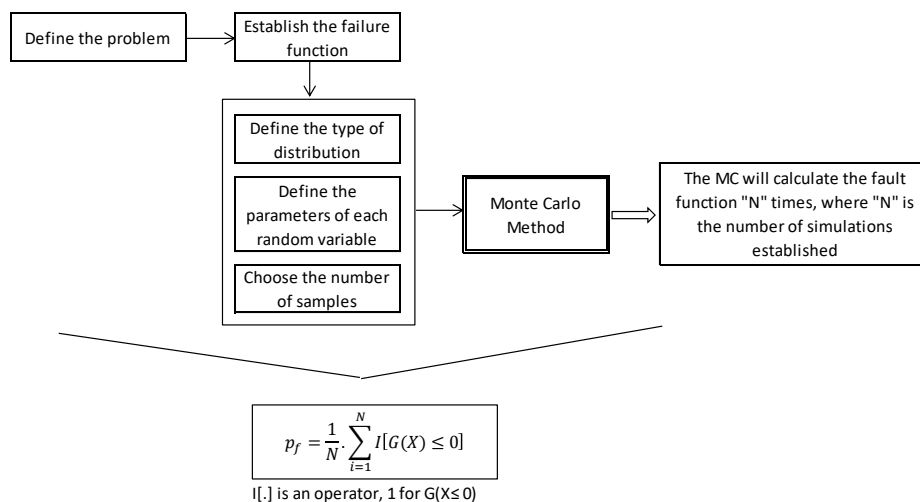 Define the problem
Establish the failure
function
Define the type of
distribution
Define the
parameters of each
random variable
Choose the number
of samples
Monte Carlo
Method
The MC will calculate the fault
function "N" times, where "N" is
the number of simulations
established
p_f = \frac{1}{N} . \sum_{i=1}^{N} I[G(X) ≤ 0]
I[.] is an operator, 1 for G(X≤ 0)